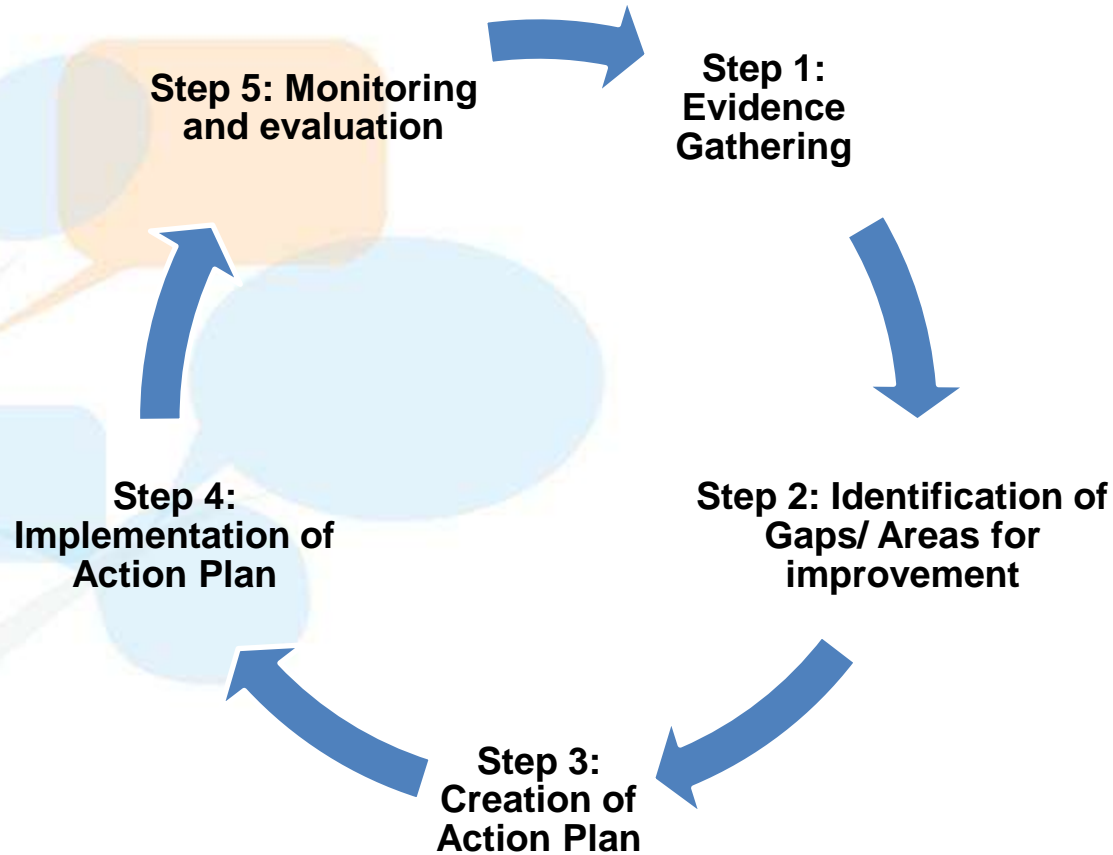 Step 1:
Evidence
Gathering
Step 2: Identification of
Gaps/ Areas for
improvement
Step 3:
Creation of
Action Plan
Step 4:
Implementation of
Action Plan
Step 5: Monitoring
and evaluation